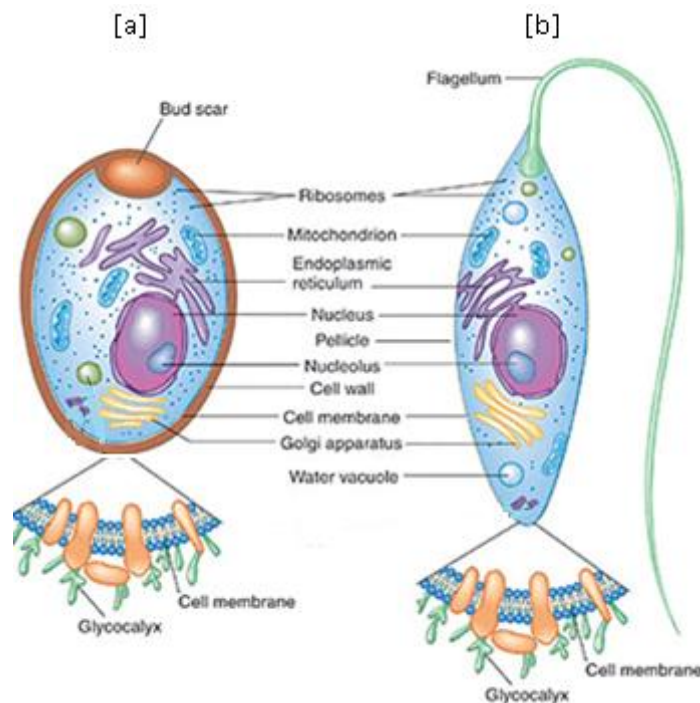 [a]
[b]
Flagellum
Bud scar
Ribosomes
Mitochondrion
Endoplasmic
reticulum
Nucleus
Pellicle
Nucleolus
Cell wall
Cell membrane
Golgi apparatus
Water vacuole
Cell membrane
Glycocalyx
Cell membrane
Glycocalyx